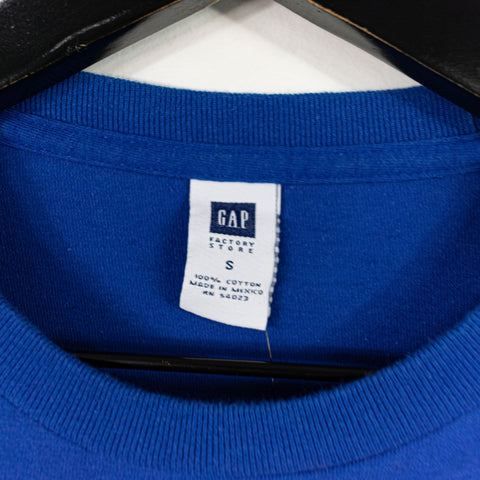 GAP
FACTORY
STORE
S
100% COTTON
MADE IN MEXICO
RN 54023